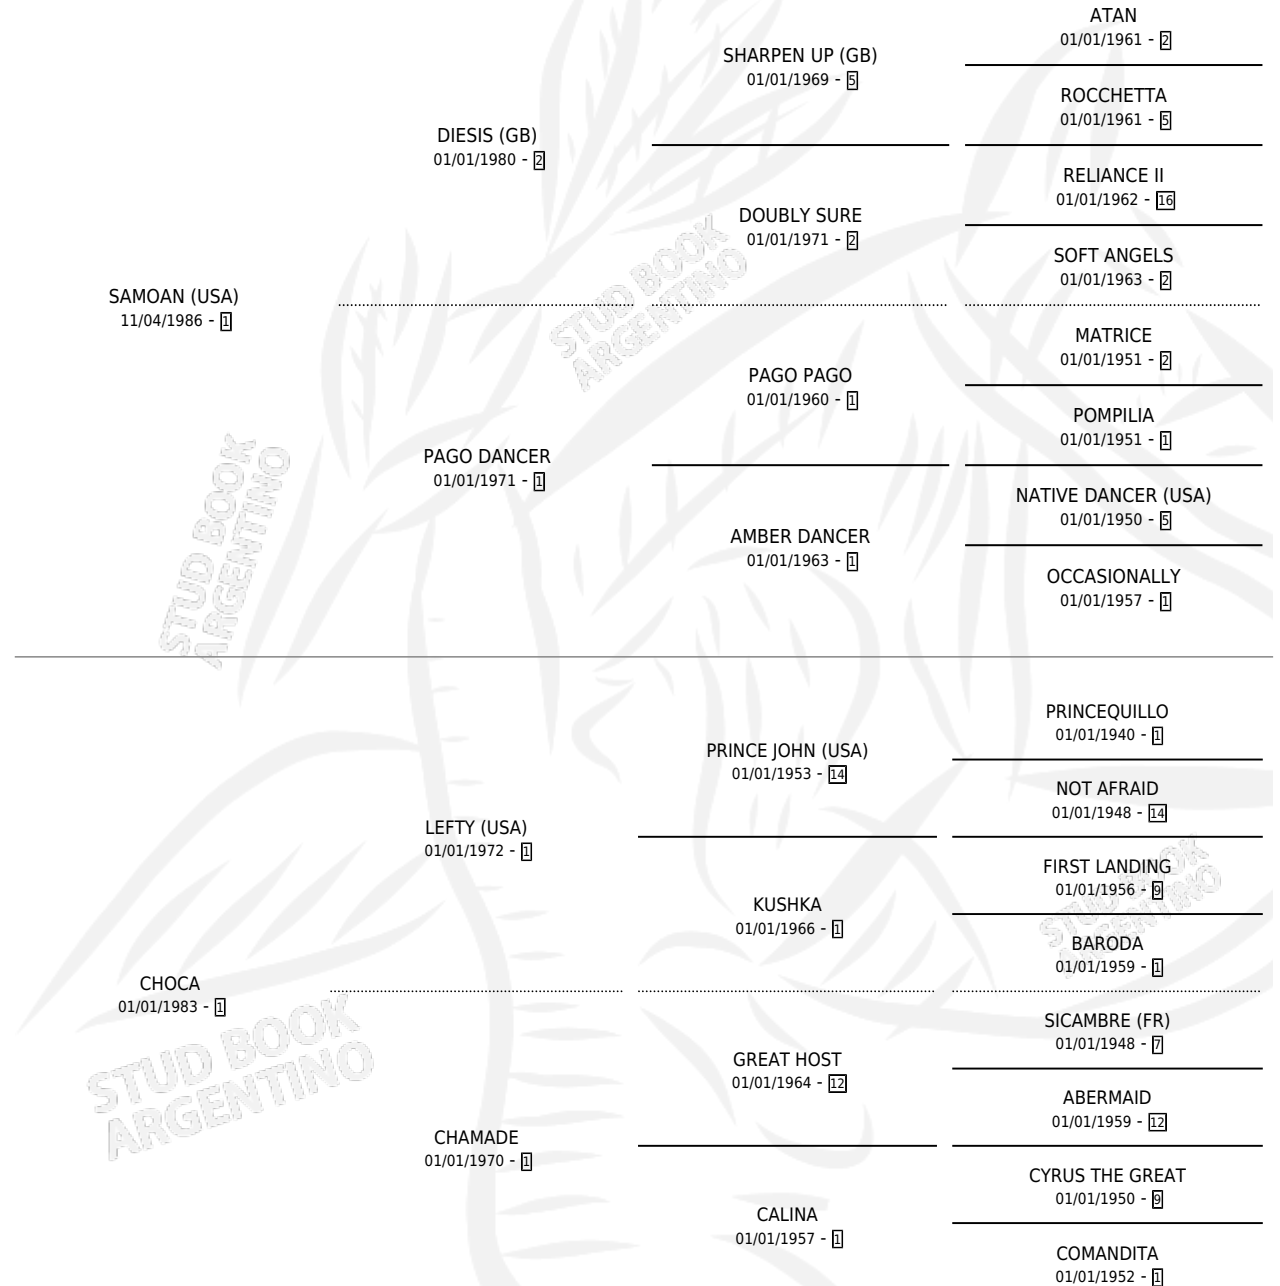 ATAN
01/01/1961 - 2
SHARPEN UP (GB)
01/01/1969 - 5
ROCCHETTA
01/01/1961 - 5
DIESIS (GB)
01/01/1980 - 2
RELIANCE II
01/01/1962 - 16
DOUBLY SURE
01/01/1971 - 2
SOFT ANGELS
01/01/1963 - 2
SAMOAN (USA)
11/04/1986 - 1
MATRICE
01/01/1951 - 2
PAGO PAGO
01/01/1960 - 1
POMPILIA
01/01/1951 - 1
PAGO DANCER
01/01/1971 - 1
NATIVE DANCER (USA)
01/01/1950 - 5
AMBER DANCER
01/01/1963 - 1
OCCASIONALLY
01/01/1957 - 1
STUD BOOK
ARGENTINO
STUD BOOK
ARGENTINO
PRINCEQUILLO
01/01/1940 - 1
PRINCE JOHN (USA)
01/01/1953 - 14
NOT AFRAID
01/01/1948 - 14
LEFTY (USA)
01/01/1972 - 1
FIRST LANDING
01/01/1956 - 9
KUSHKA
01/01/1966 - 1
BARODA
01/01/1959 - 1
CHOCA
01/01/1983 - 1
SICAMBRE (FR)
01/01/1948 - 7
GREAT HOST
01/01/1964 - 12
ABERMAID
01/01/1959 - 12
CHAMADE
01/01/1970 - 1
CYRUS THE GREAT
01/01/1950 - 9
CALINA
01/01/1957 - 1
COMANDITA
01/01/1952 - 1
STUD BOOK
ARGENTINO
STUD BOOK
ARGENTINO